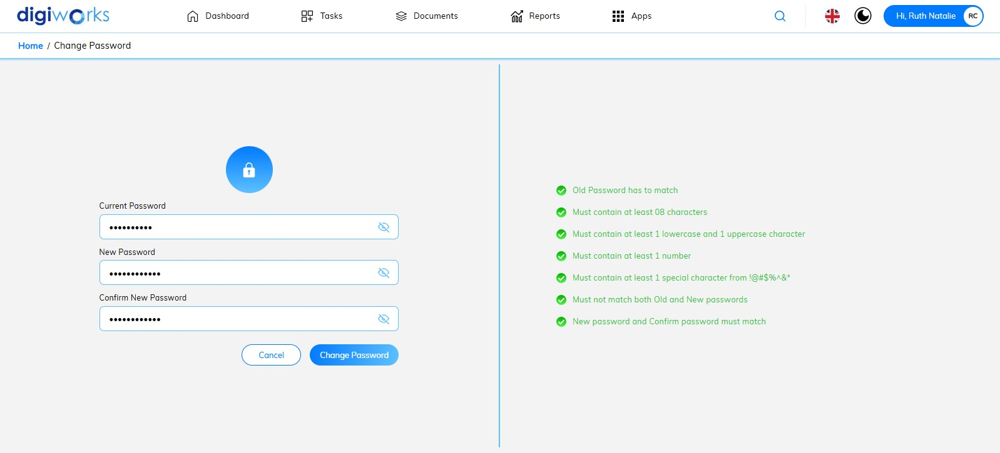 digiworks
Dashboard
Tasks
Documents
Reports
Apps
Hi, Ruth Natalie
RC
Home / Change Password
Current Password
••••••••••
New Password
••••••••••••
Confirm New Password
••••••••••••
Cancel
Change Password
Old Password has to match
Must contain at least 08 characters
Must contain at least 1 lowercase and 1 uppercase character
Must contain at least 1 number
Must contain at least 1 special character from !@#$%^&*
Must not match both Old and New passwords
New password and Confirm password must match